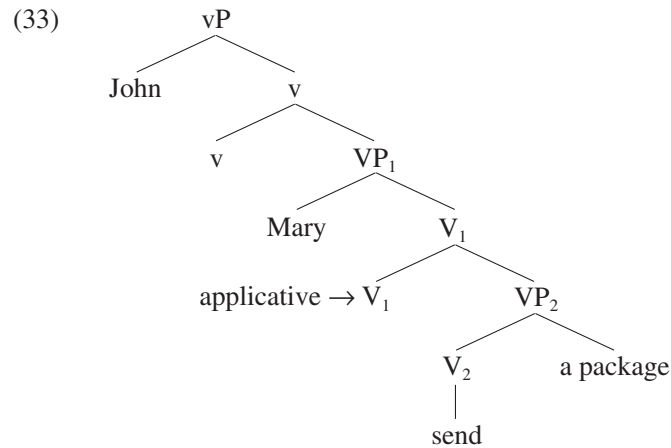 (33) vP
John v
v VP₁
Mary V₁
applicative → V₁ VP₂
V₂ a package
send